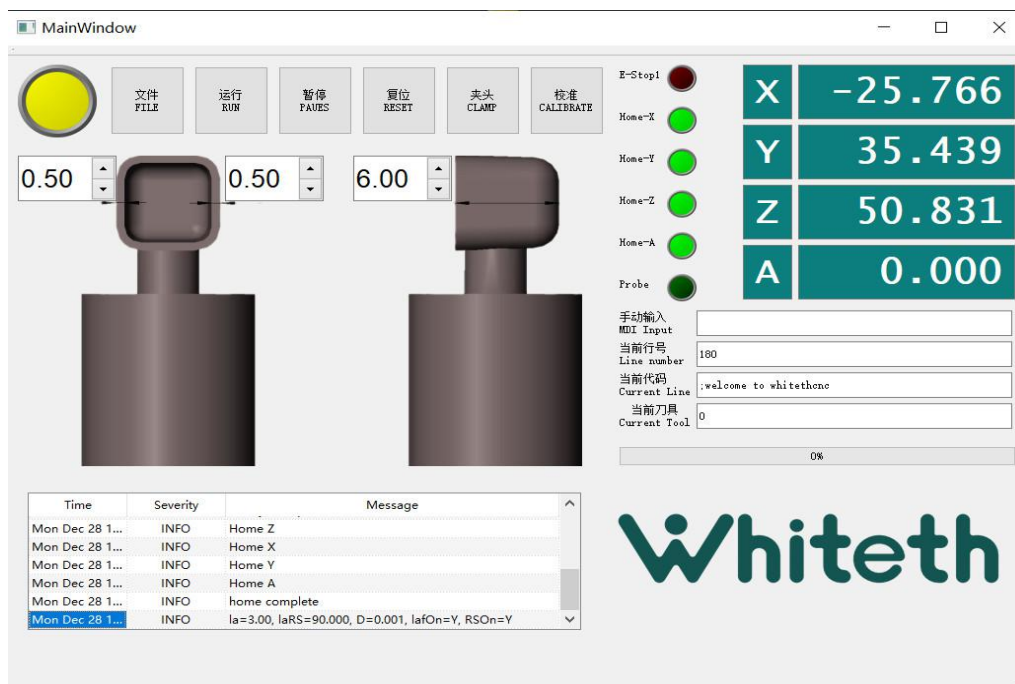 MainWindow
文件
FILE
运行
RUN
暂停
PAUES
复位
RESET
夹头
CLAMP
校准
CALIBRATE
0.50
0.50
6.00
E-Stop1
Home-X
Home-Y
Home-Z
Home-A
Probe
X -25.766
Y 35.439
Z 50.831
A 0.000
手动输入
MDI Input
当前行号
Line number 180
当前代码
Current Line ;welcome to whitethcnc
当前刀具
Current Tool 0
0%
Time Severity Message
Mon Dec 28 1... INFO Home Z
Mon Dec 28 1... INFO Home X
Mon Dec 28 1... INFO Home Y
Mon Dec 28 1... INFO Home A
Mon Dec 28 1... INFO home complete
Mon Dec 28 1... INFO la=3.00, laRS=90.000, D=0.001, lafOn=Y, RSOn=Y
Whiteth